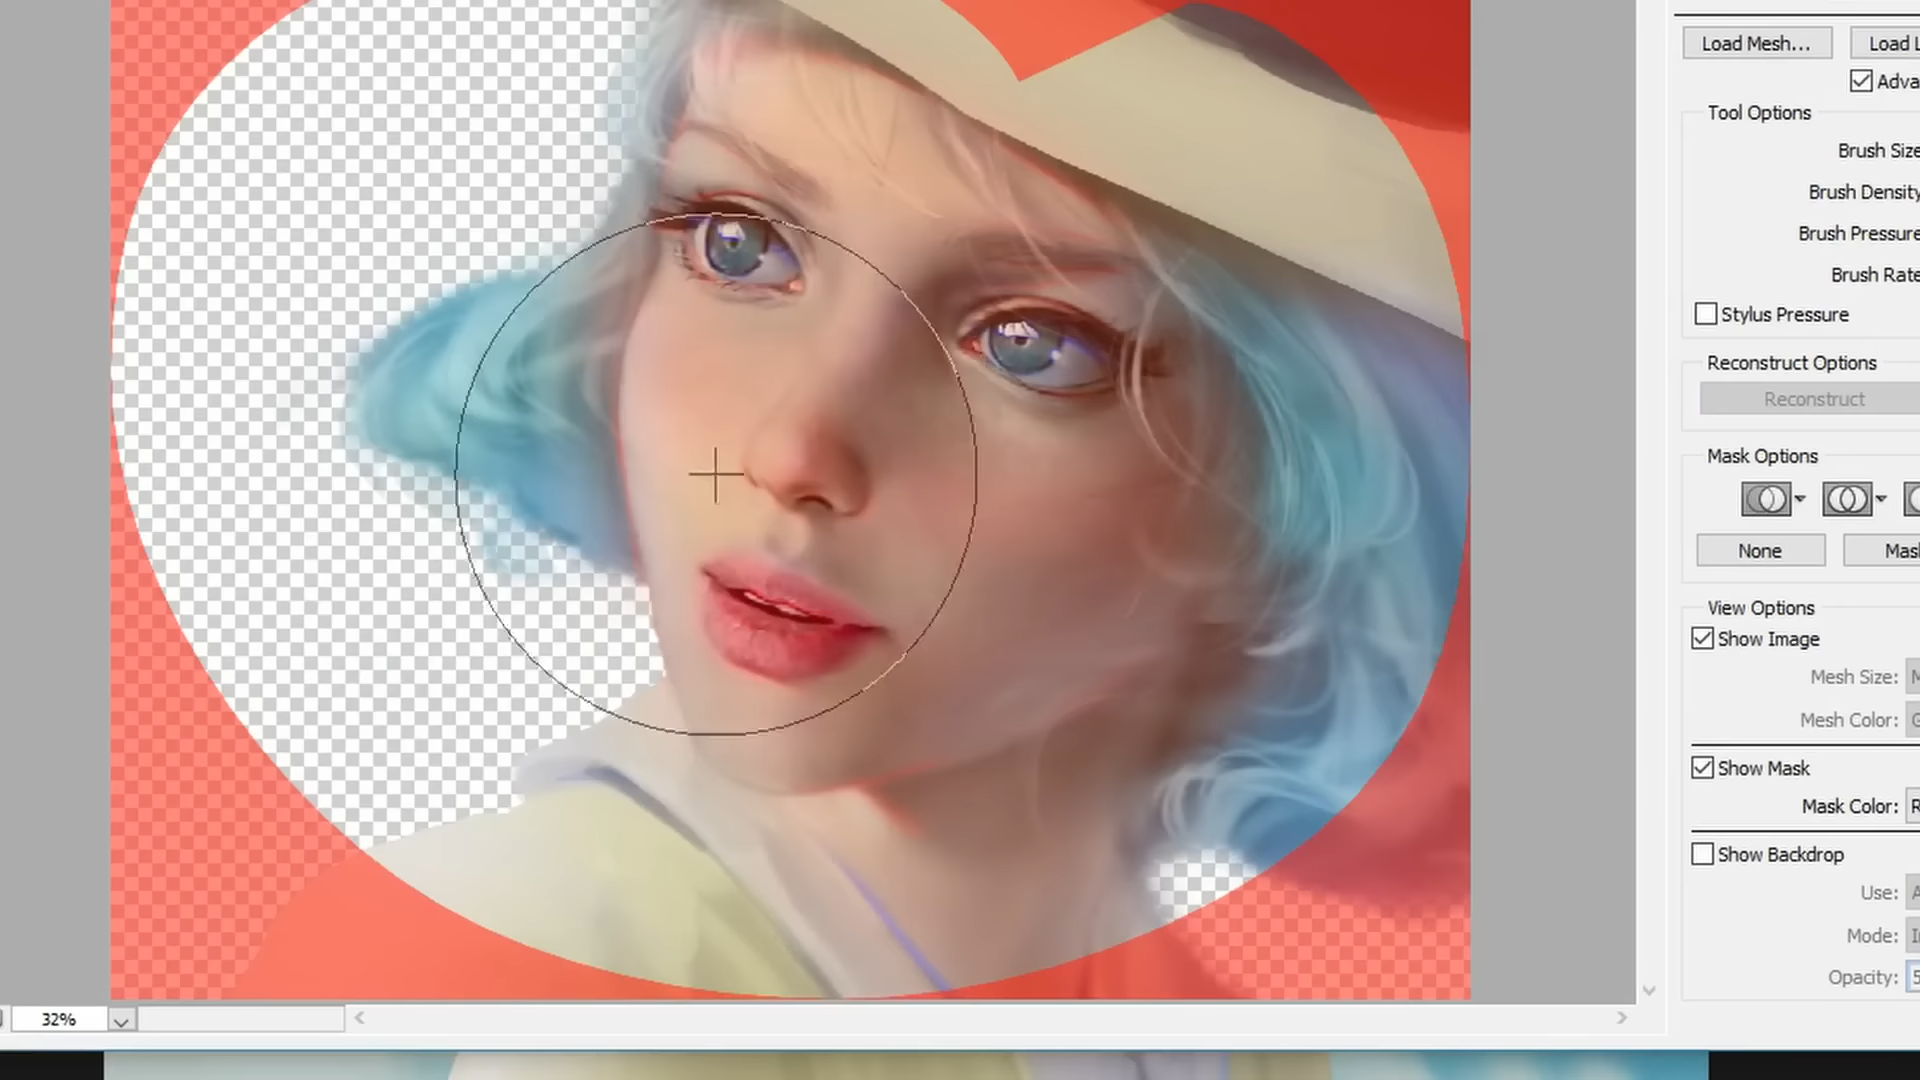 Load Mesh...
Load L
Adva
Tool Options
Brush Size
Brush Density
Brush Pressure
Brush Rate
Stylus Pressure
Reconstruct Options
Reconstruct
Mask Options
None
Mas
View Options
Show Image
Mesh Size: M
Mesh Color: G
Show Mask
Mask Color: R
Show Backdrop
Use: A
Mode: I
Opacity: 5
32%